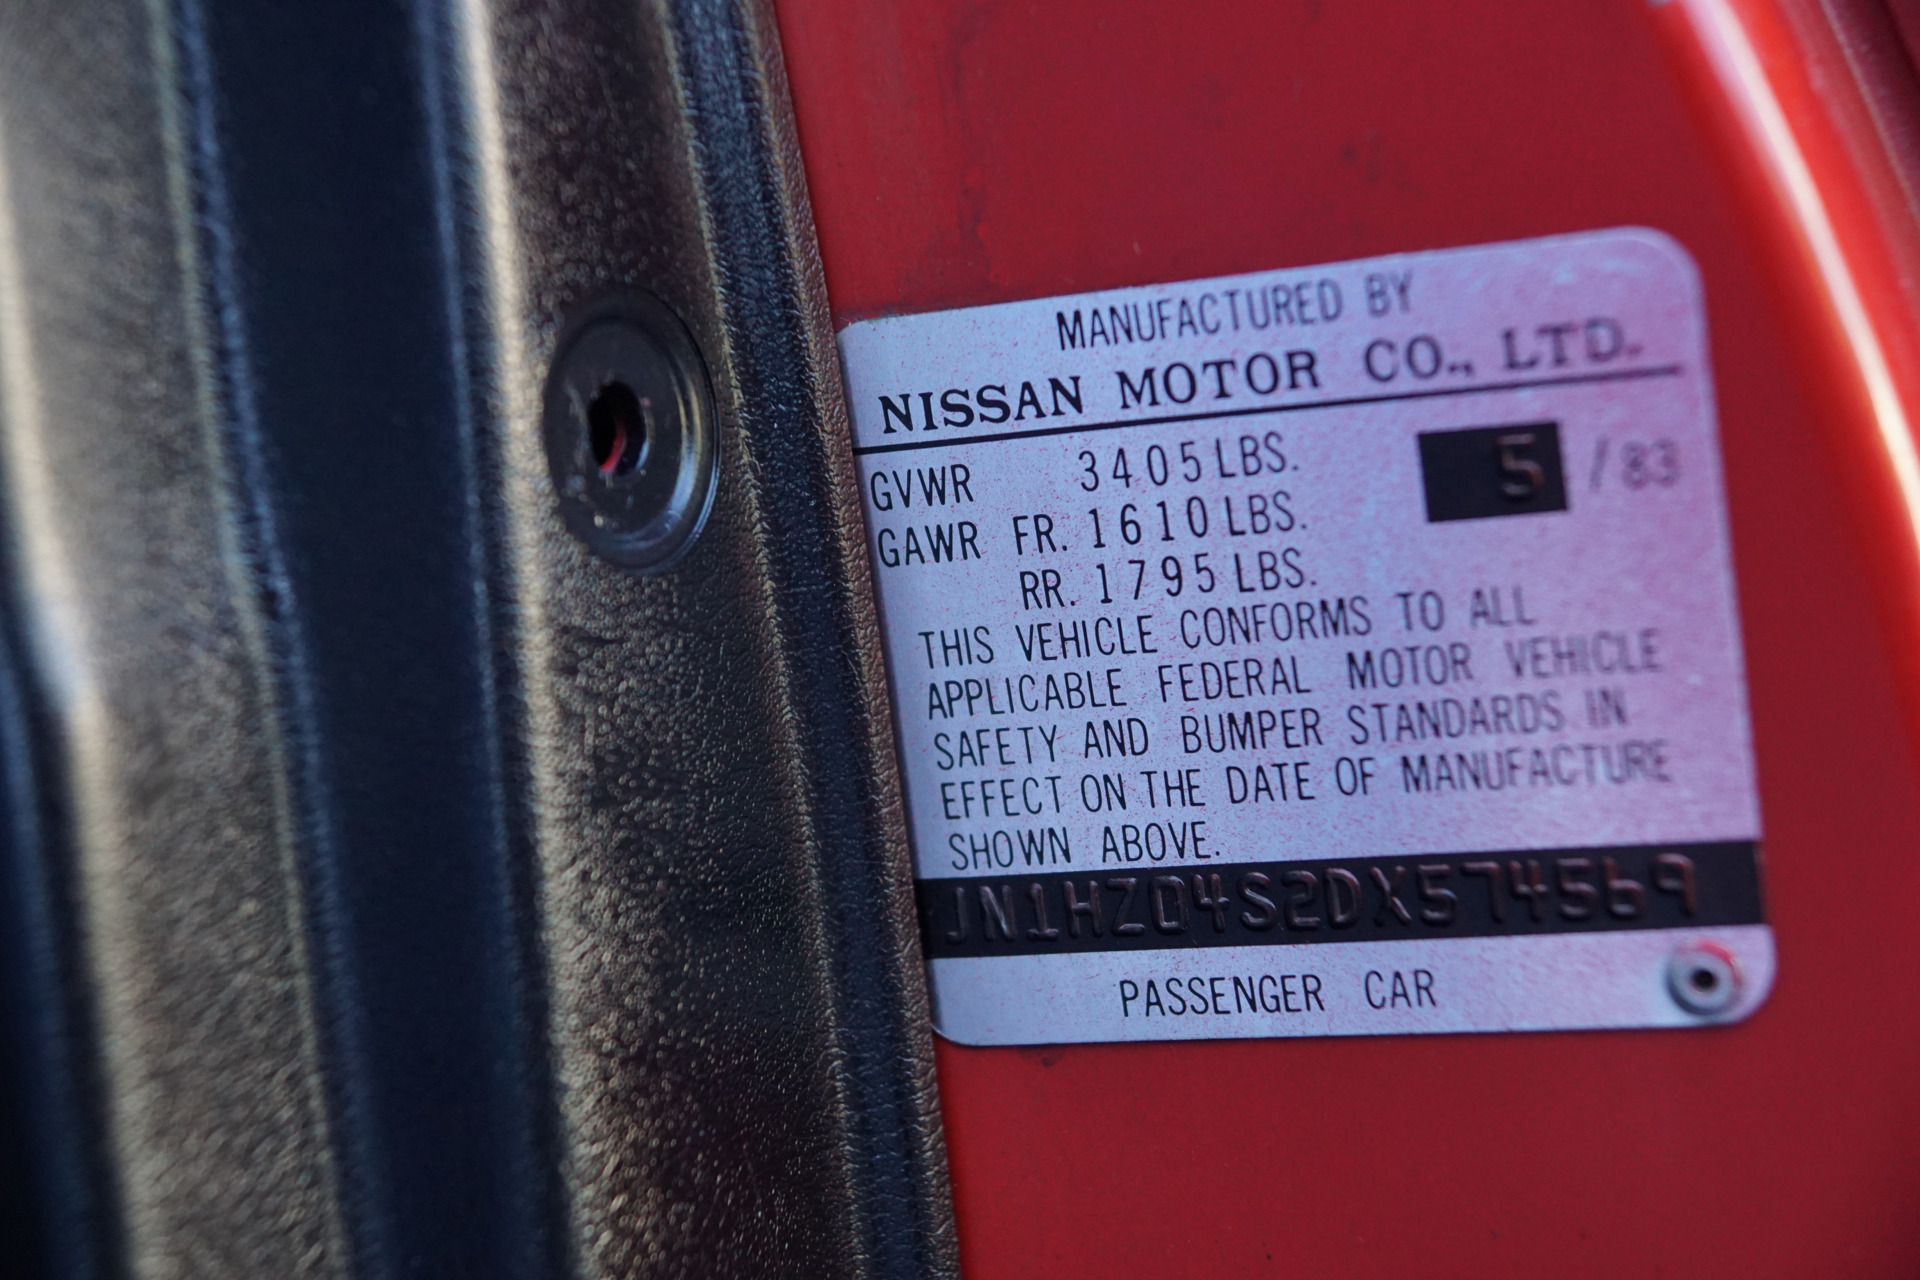 MANUFACTURED BY
NISSAN MOTOR CO., LTD.
GVWR 3405 LBS. 5 / 83
GAWR FR. 1610 LBS.
RR. 1795 LBS.
THIS VEHICLE CONFORMS TO ALL
APPLICABLE FEDERAL MOTOR VEHICLE
SAFETY AND BUMPER STANDARDS IN
EFFECT ON THE DATE OF MANUFACTURE
SHOWN ABOVE.
JN1HZ04S2DX574569
PASSENGER CAR